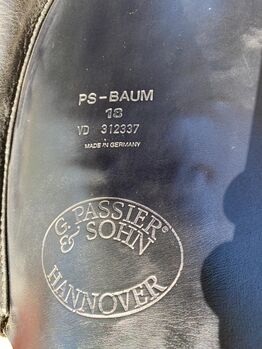 PS-BAUM
18
VD 312337
MADE IN GERMANY
G. PASSIER®
& SOHN
HANNOVER